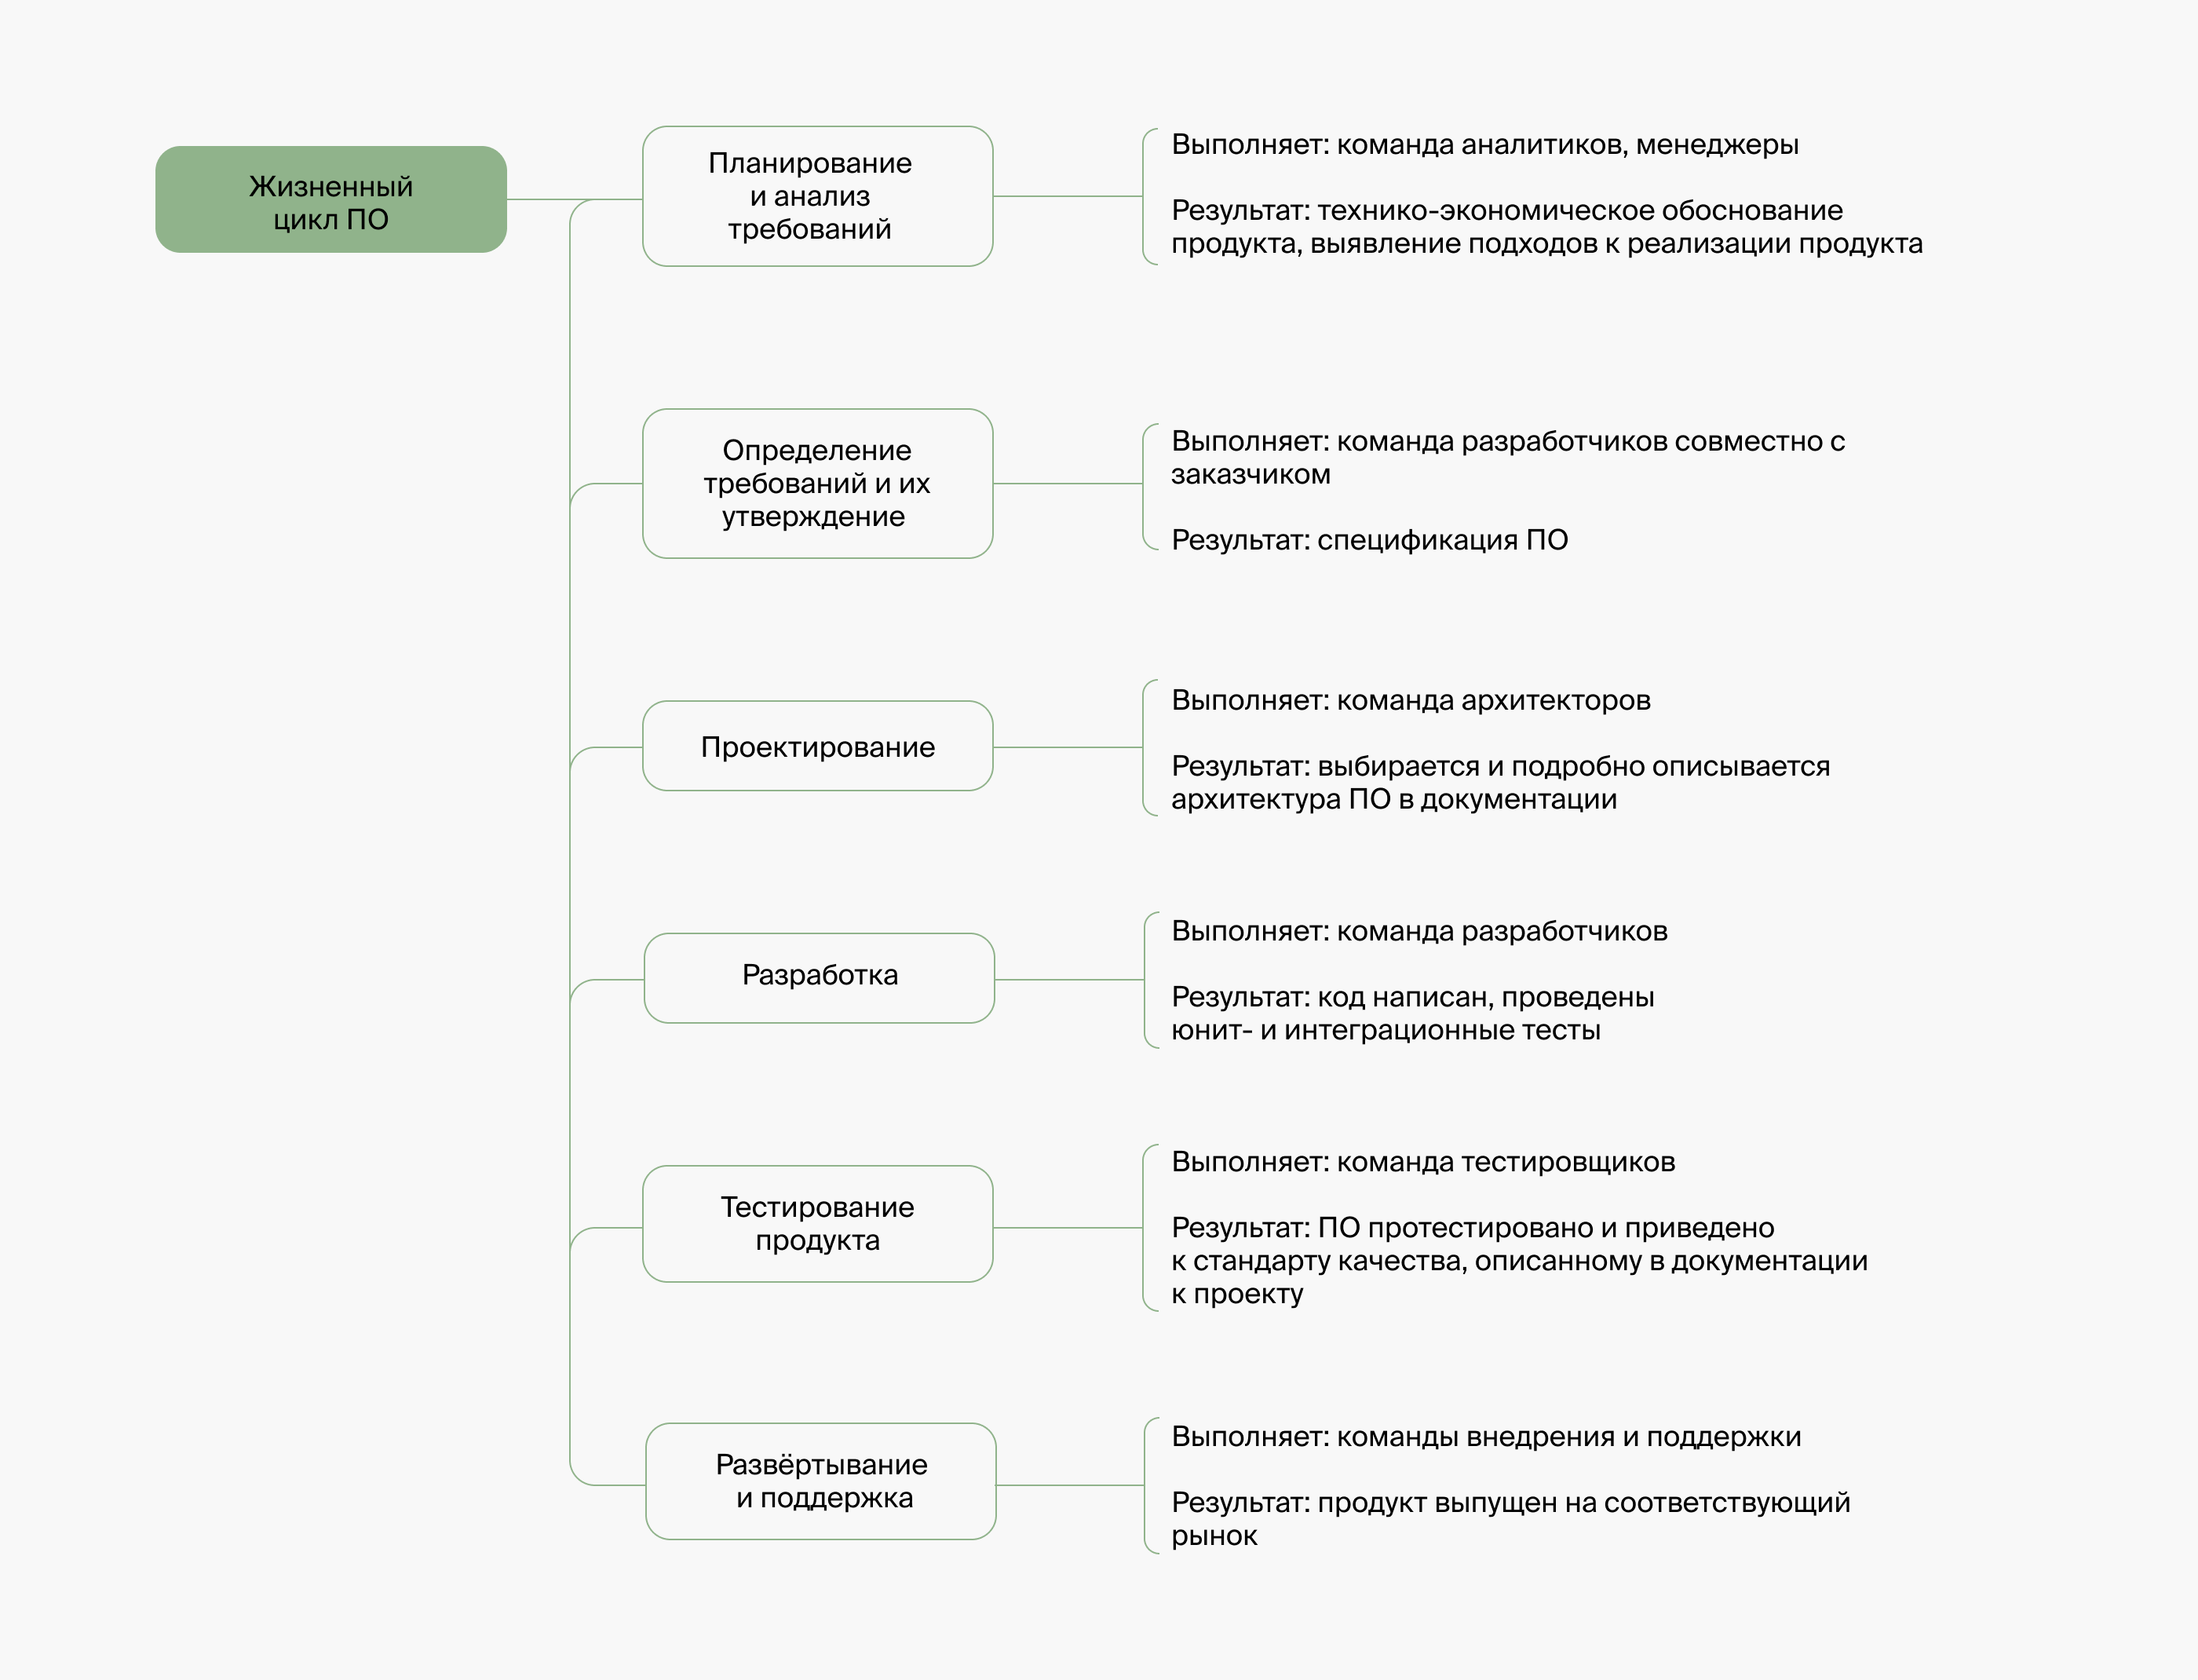 Жизненный
цикл ПО
Планирование
и анализ
требований
Выполняет: команда аналитиков, менеджеры
Результат: технико-экономическое обоснование
продукта, выявление подходов к реализации продукта
Определение
требований и их
утверждение
Выполняет: команда разработчиков совместно с
заказчиком
Результат: спецификация ПО
Проектирование
Выполняет: команда архитекторов
Результат: выбирается и подробно описывается
архитектура ПО в документации
Разработка
Выполняет: команда разработчиков
Результат: код написан, проведены
юнит- и интеграционные тесты
Тестирование
продукта
Выполняет: команда тестировщиков
Результат: ПО протестировано и приведено
к стандарту качества, описанному в документации
к проекту
Развёртывание
и поддержка
Выполняет: команды внедрения и поддержки
Результат: продукт выпущен на соответствующий
рынок